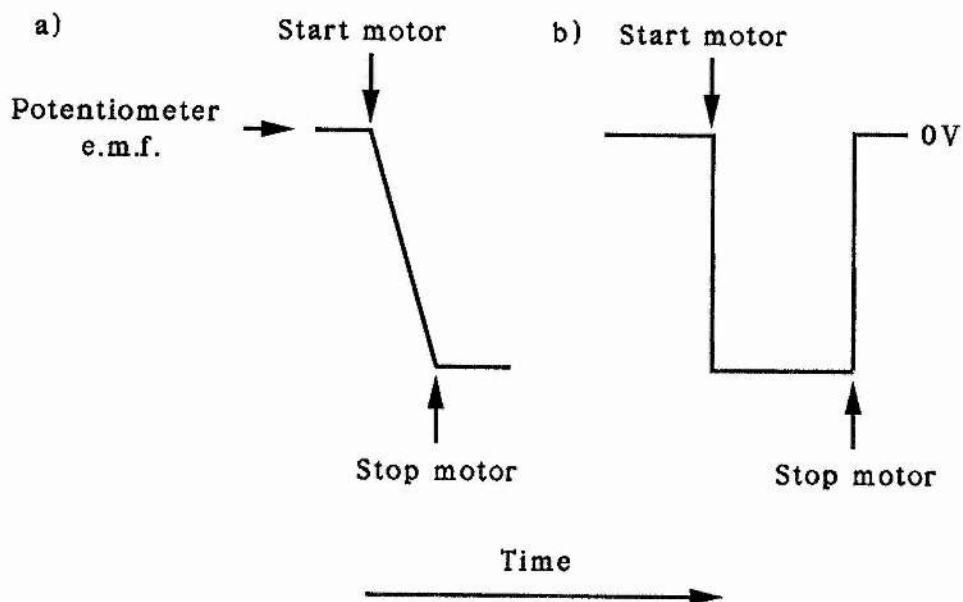 a)
Start motor
b)
Start motor
Potentiometer
e.m.f.
0V
Stop motor
Stop motor
Time